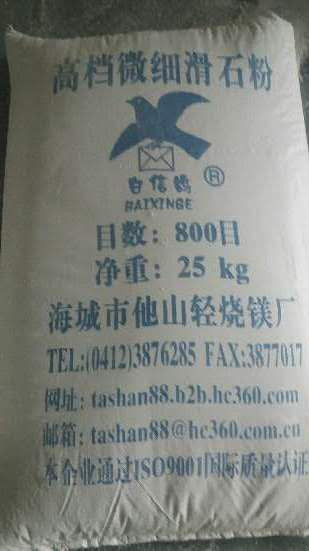 高档微细滑石粉
白信鸽 ®
BAIXINGE
目数：800目
净重：25 kg
海城市他山轻烧镁厂
TEL:(0412)3876285 FAX:3877017
网址：tashan88.b2b.hc360.com
邮箱：tashan88@hc360.com.cn
本企业通过ISO9001国际质量认证